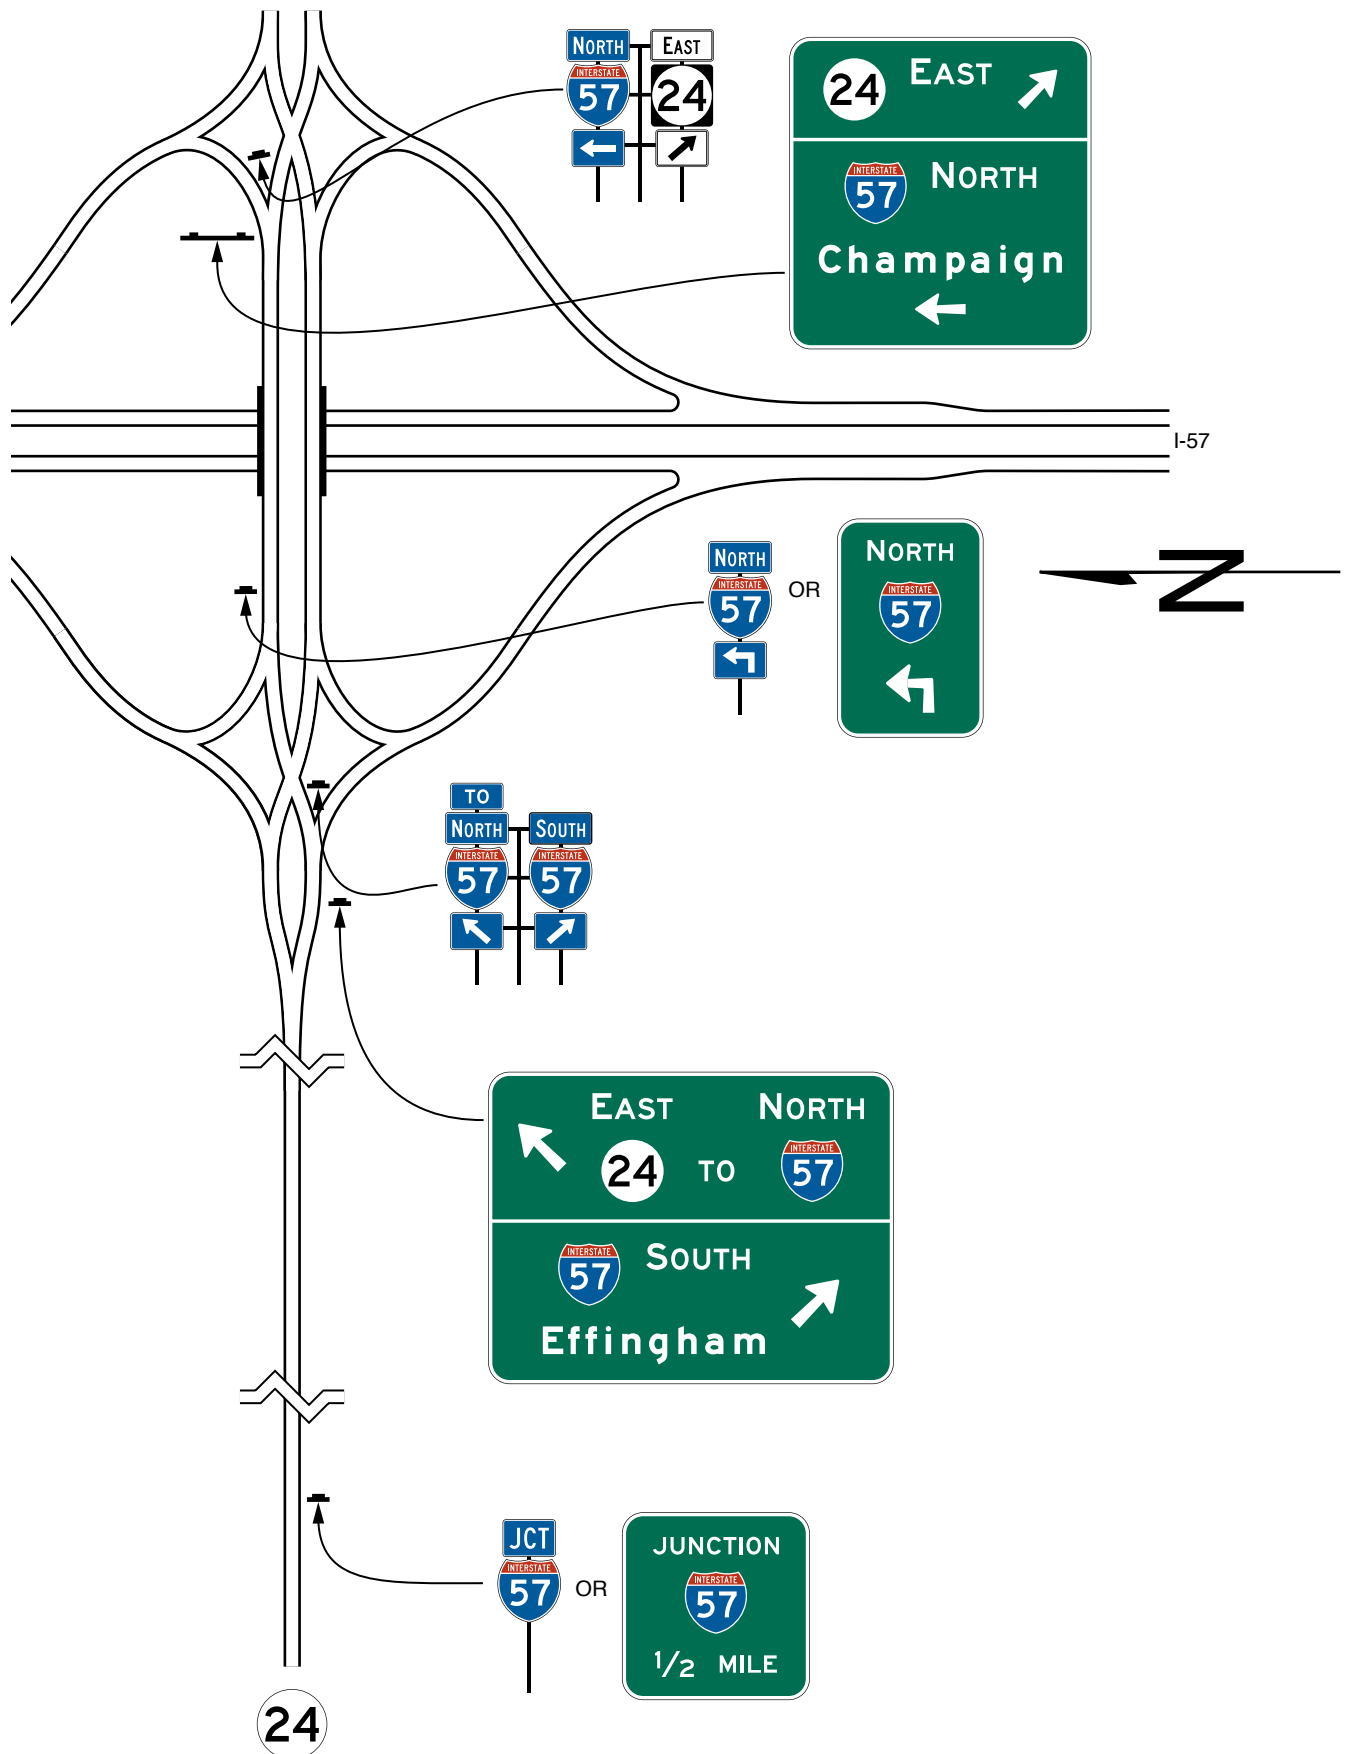 NORTH EAST
INTERSTATE
57 24
24 EAST
INTERSTATE
57 NORTH
Champaign
I-57
NORTH
INTERSTATE
57
OR
NORTH
INTERSTATE
57
N
TO
NORTH SOUTH
INTERSTATE INTERSTATE
57 57
EAST NORTH
24 TO INTERSTATE
57
INTERSTATE
57 SOUTH
Effingham
JCT
INTERSTATE
57
OR
JUNCTION
INTERSTATE
57
1/2 MILE
24